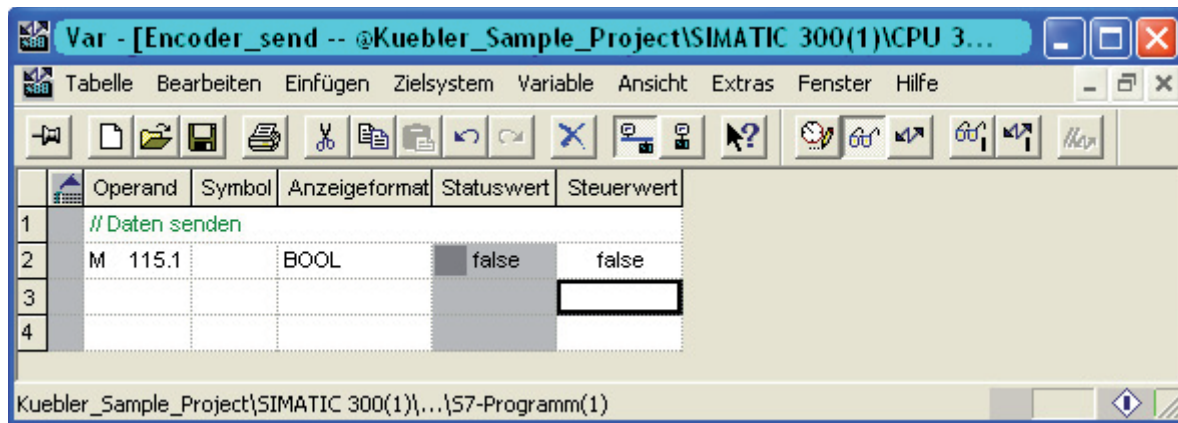 Var - [Encoder_send -- @Kuebler_Sample_Project\SIMATIC 300(1)\CPU 3...
Tabelle Bearbeiten Einfügen Zielsystem Variable Ansicht Extras Fenster Hilfe
Operand Symbol Anzeigeformat Statuswert Steuerwert
1 // Daten senden
2 M 115.1 BOOL false false
3
4
Kuebler_Sample_Project\SIMATIC 300(1)\...\S7-Programm(1)